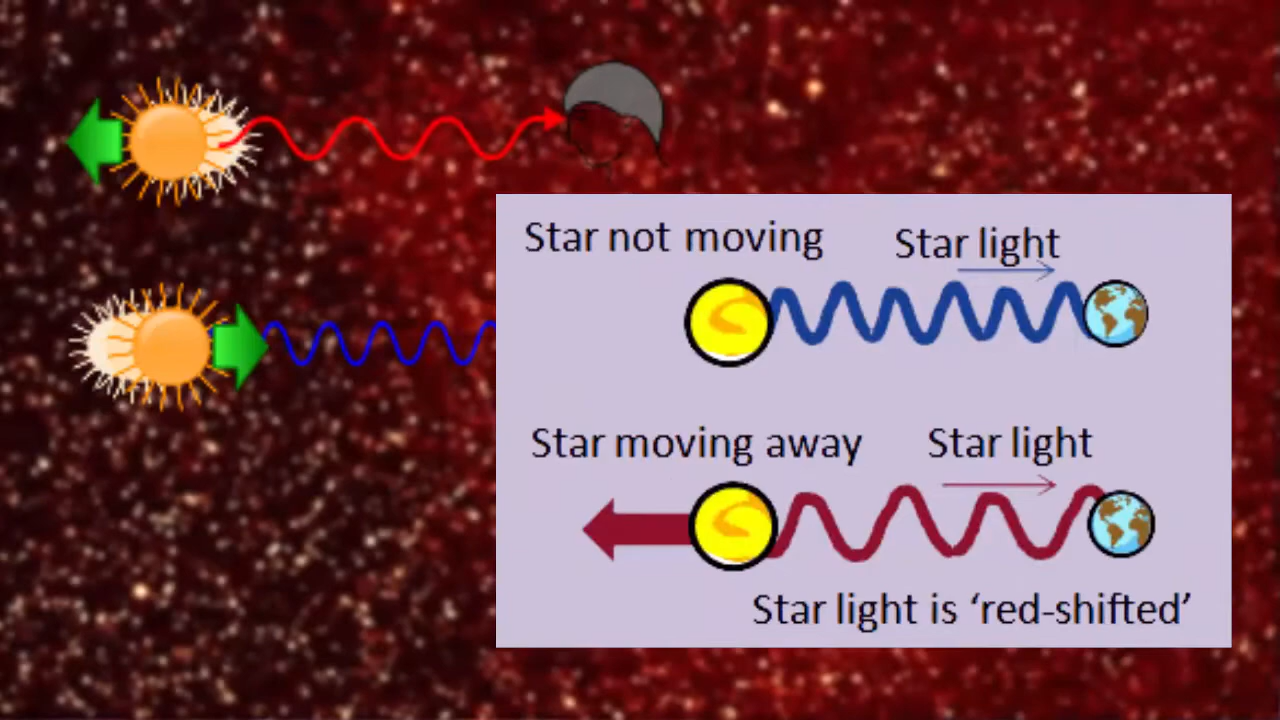 Star not moving
Star light
Star moving away
Star light
Star light is ‘red-shifted’